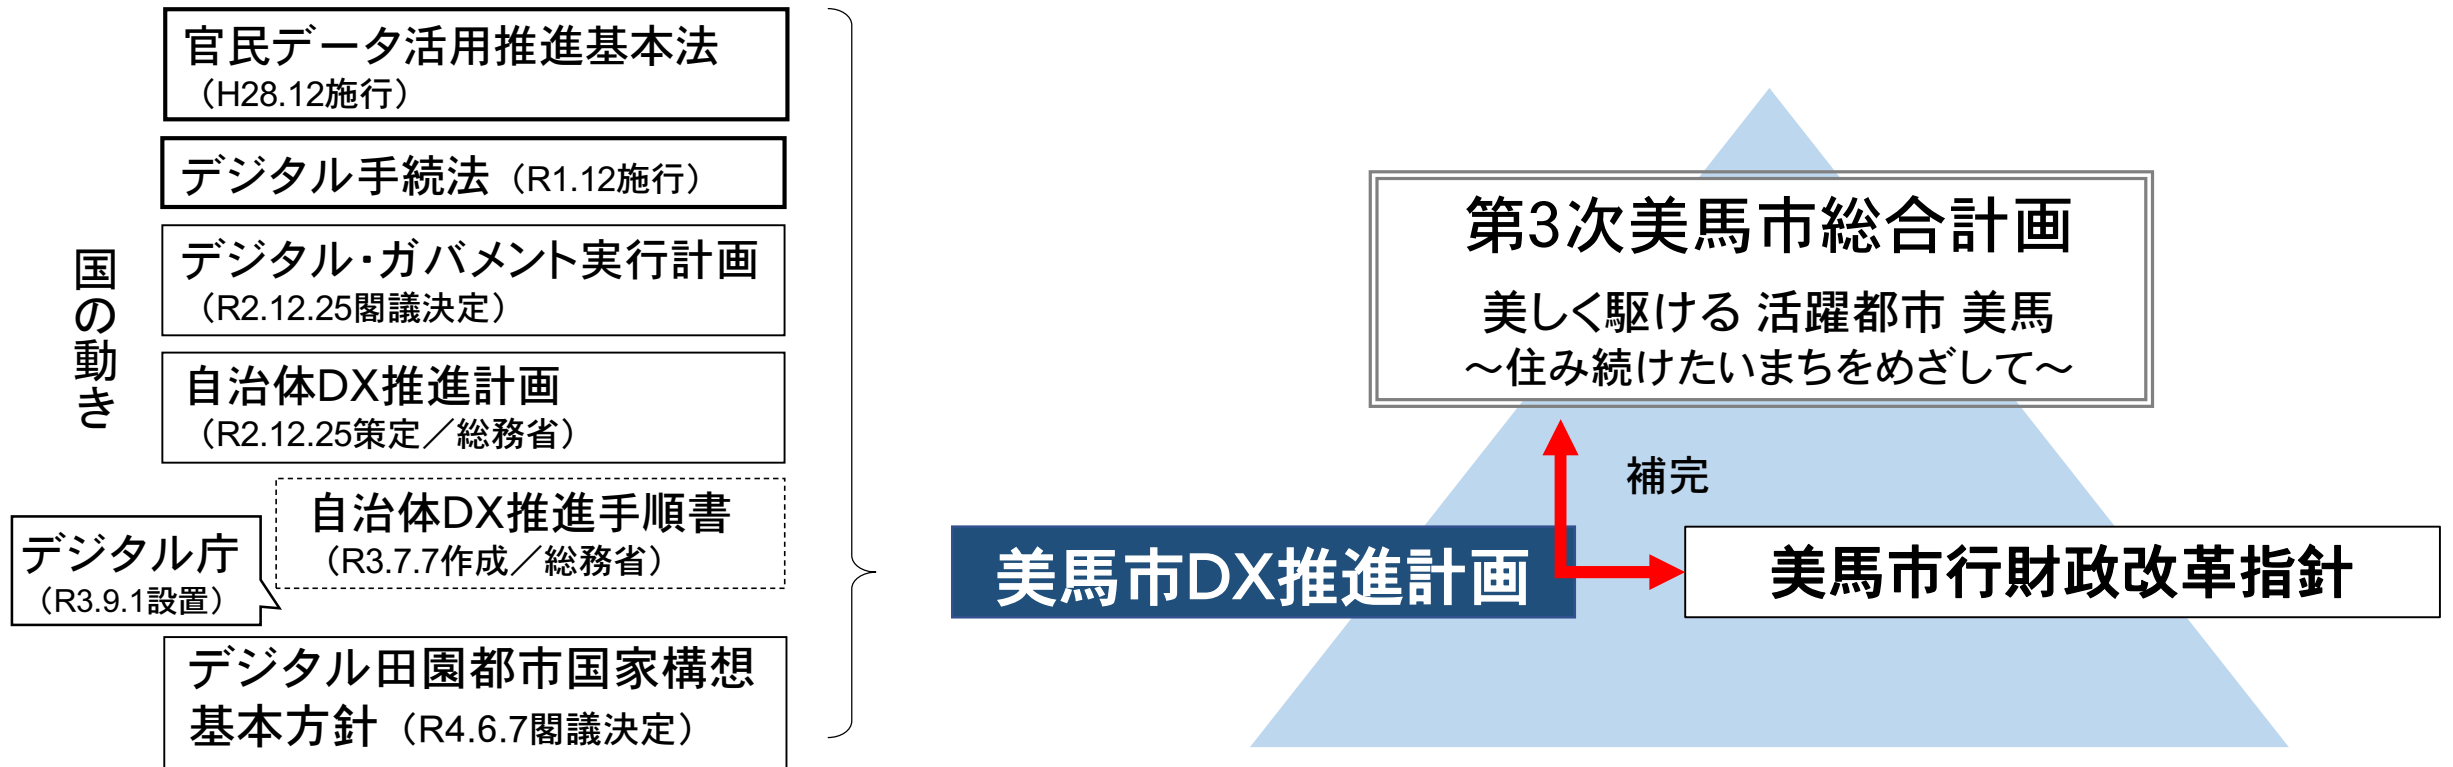 国の動き
官民データ活用推進基本法
（H28.12施行）
デジタル手続法（R1.12施行）
デジタル・ガバメント実行計画
（R2.12.25閣議決定）
自治体DX推進計画
（R2.12.25策定／総務省）
自治体DX推進手順書
（R3.7.7作成／総務省）
デジタル庁
（R3.9.1設置）
デジタル田園都市国家構想
基本方針（R4.6.7閣議決定）
第3次美馬市総合計画
美しく駆ける 活躍都市 美馬
～住み続けたいまちをめざして～
補完
美馬市DX推進計画
美馬市行財政改革指針